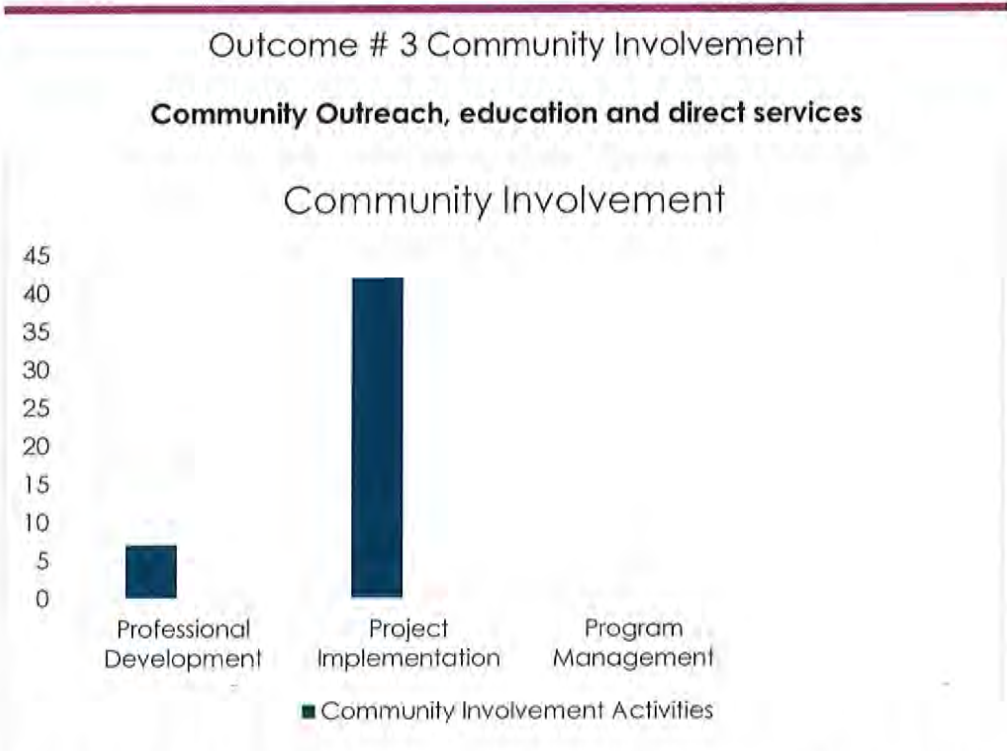 Outcome # 3 Community Involvement
Community Outreach, education and direct services
Community Involvement
45
40
35
30
25
20
15
10
5
0
Professional Development
Project Implementation
Program Management
Community Involvement Activities